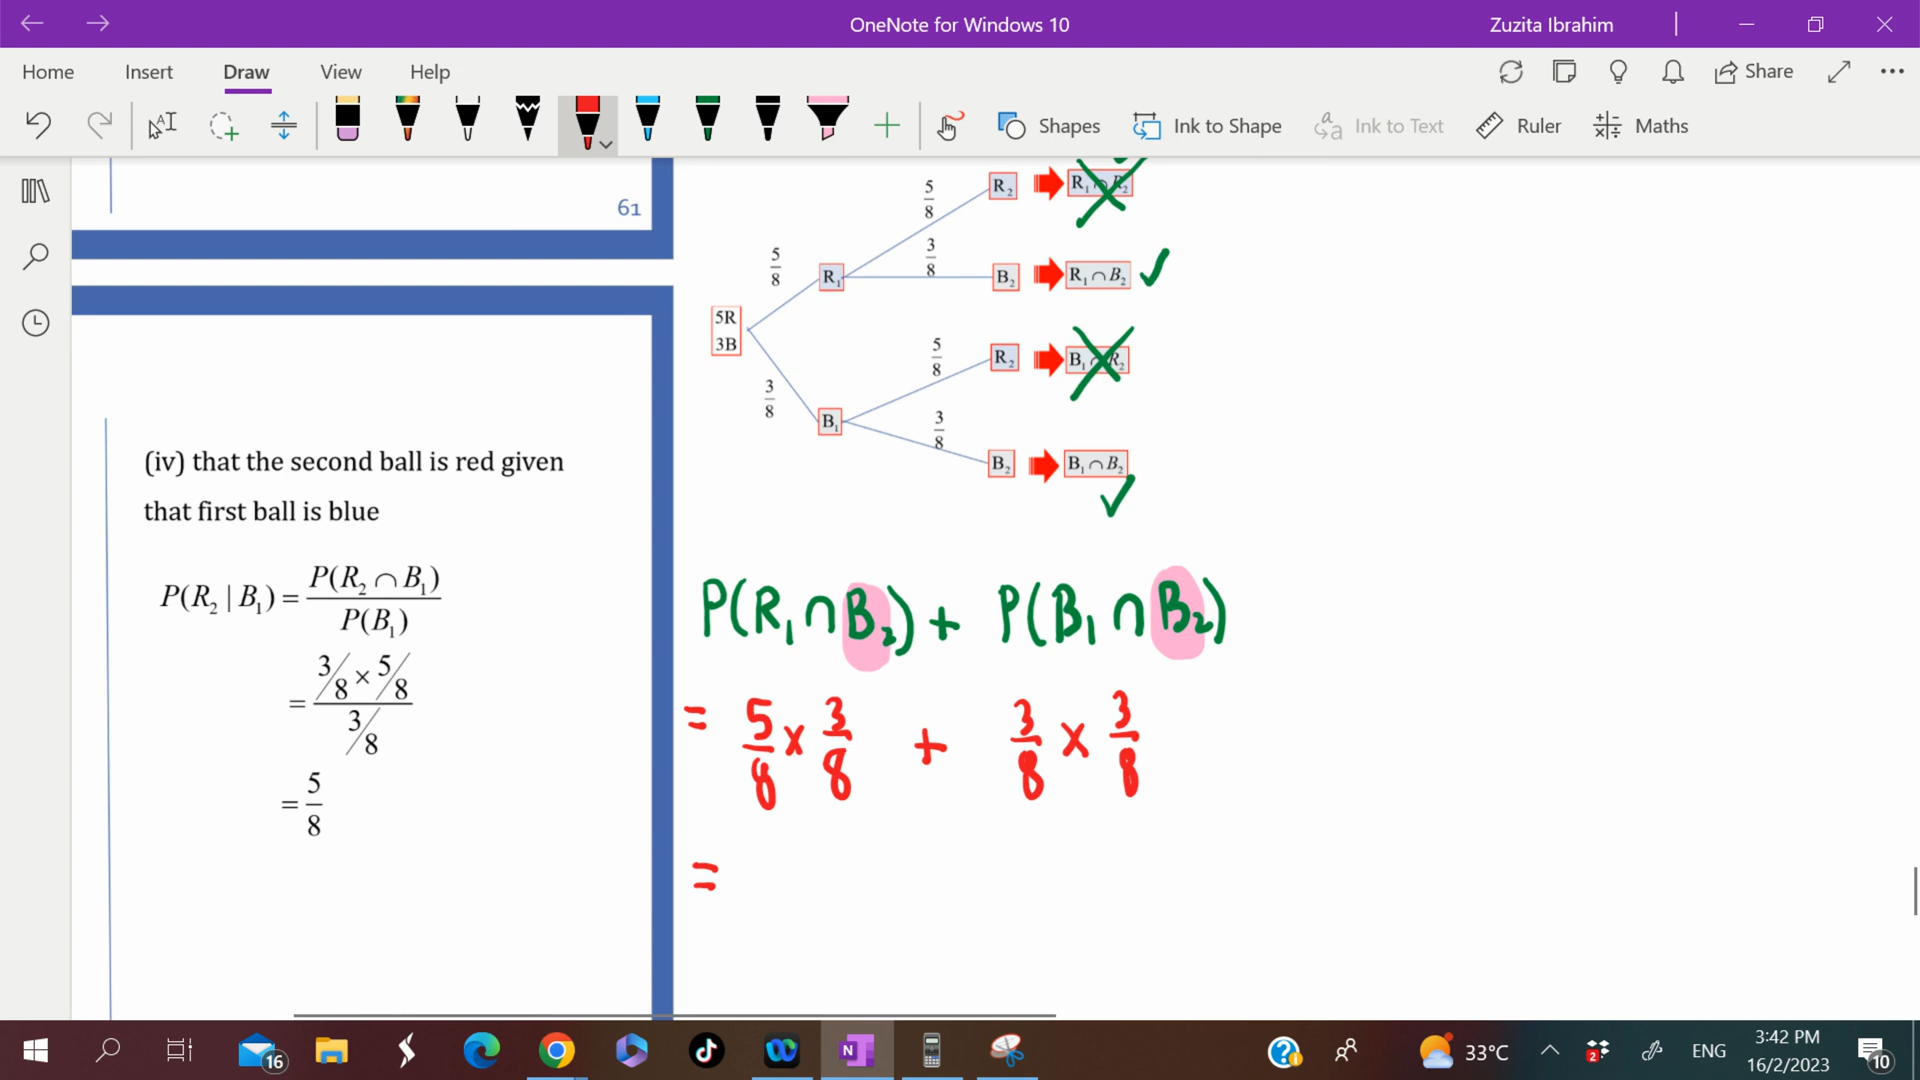 OneNote for Windows 10
Zuzita Ibrahim
Home Insert Draw View Help
Share
Shapes
Ink to Shape
Ink to Text
Ruler
Maths
61
(iv) that the second ball is red given
that first ball is blue
P(R₂ | B₁) = P(R₂ ∩ B₁) / P(B₁)
= (3/8 × 5/8) / (3/8)
= 5/8
5R
3B
5/8
R₁
3/8
B₁
5/8
R₂
R₁ ∩ R₂
3/8
B₂
R₁ ∩ B₂
5/8
R₂
B₁ ∩ R₂
3/8
B₂
B₁ ∩ B₂
P(R₁ ∩ B₂) + P(B₁ ∩ B₂)
= 5/8 × 3/8 + 3/8 × 3/8
=
16
N
2
33°C
ENG
3:42 PM
16/2/2023
10